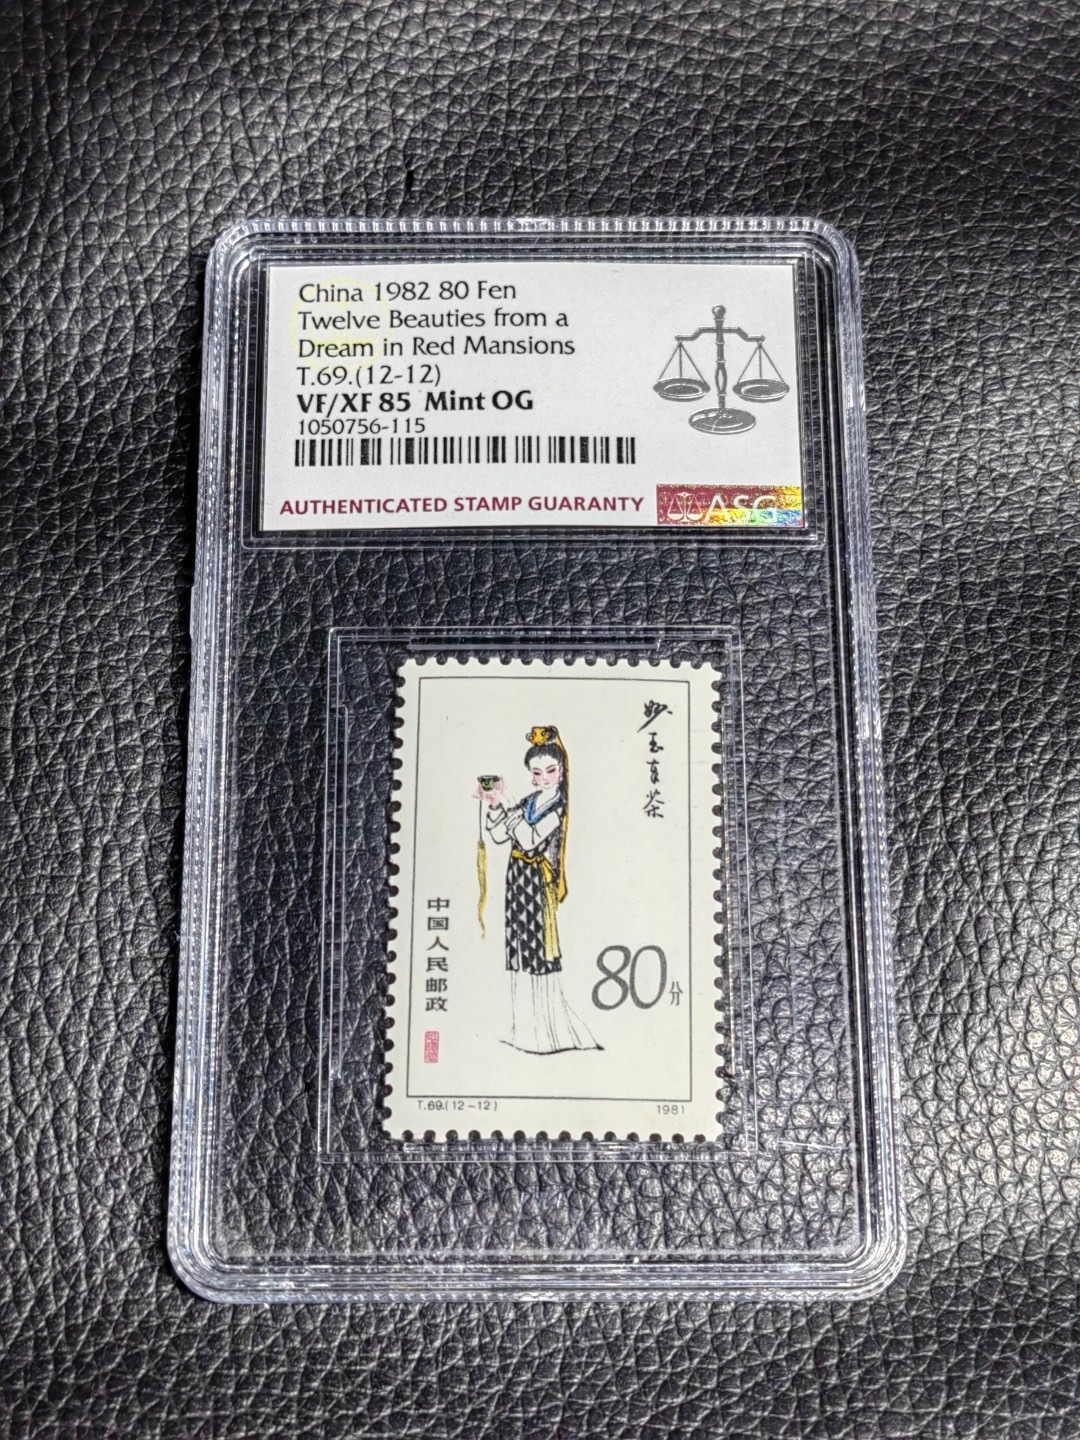 China 1982 80 Fen
Twelve Beauties from a
Dream in Red Mansions
T.69.(12-12)
VF/XF 85 Mint OG
1050756-115
AUTHENTICATED STAMP GUARANTY
ASG
妙玉奉茶
中国人民邮政
80分
T.69.(12-12)
1981